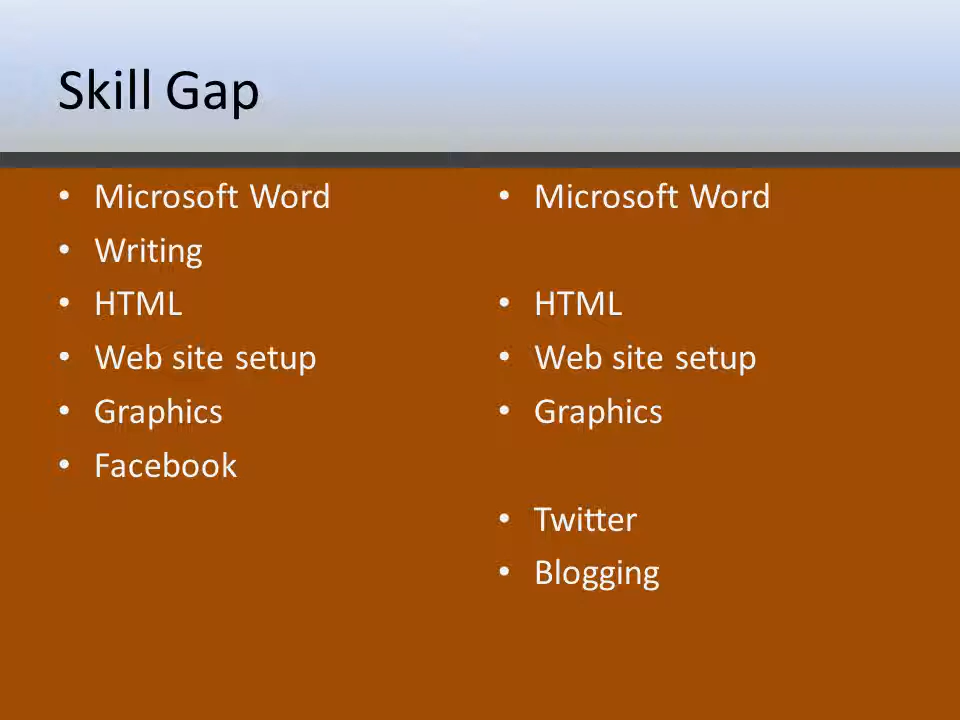 Skill Gap
• Microsoft Word
• Writing
• HTML
• Web site setup
• Graphics
• Facebook
• Microsoft Word
• HTML
• Web site setup
• Graphics
• Twitter
• Blogging